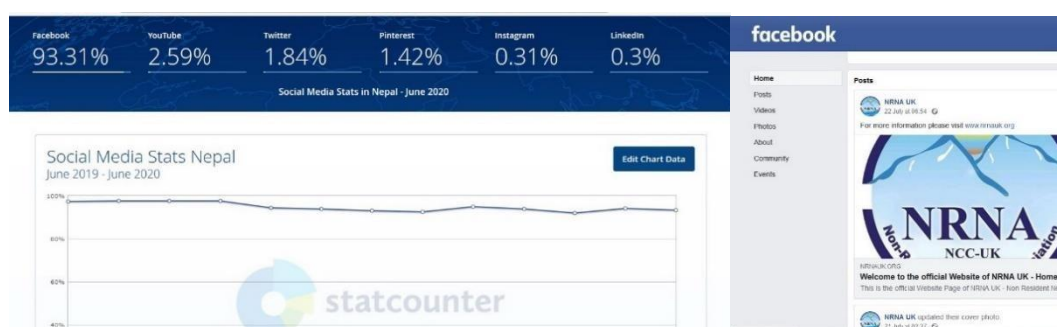 Facebook YouTube Twitter Pinterest Instagram LinkedIn
93.31% 2.59% 1.84% 1.42% 0.31% 0.3%
Social Media Stats in Nepal - June 2020
Social Media Stats Nepal
June 2019 - June 2020
Edit Chart Data
100%
80%
60%
40%
statcounter
facebook
Home
Posts
Videos
Photos
About
Community
Events
Posts
NRNA UK
22 July at 09:54
For more information please visit www.nrnauk.org
NRNA
NCC-UK
NRNAUK.ORG
Welcome to the official Website of NRNA UK - Home
This is the official Website Page of NRNA UK - Non Resident Ne
NRNA UK updated their cover photo.